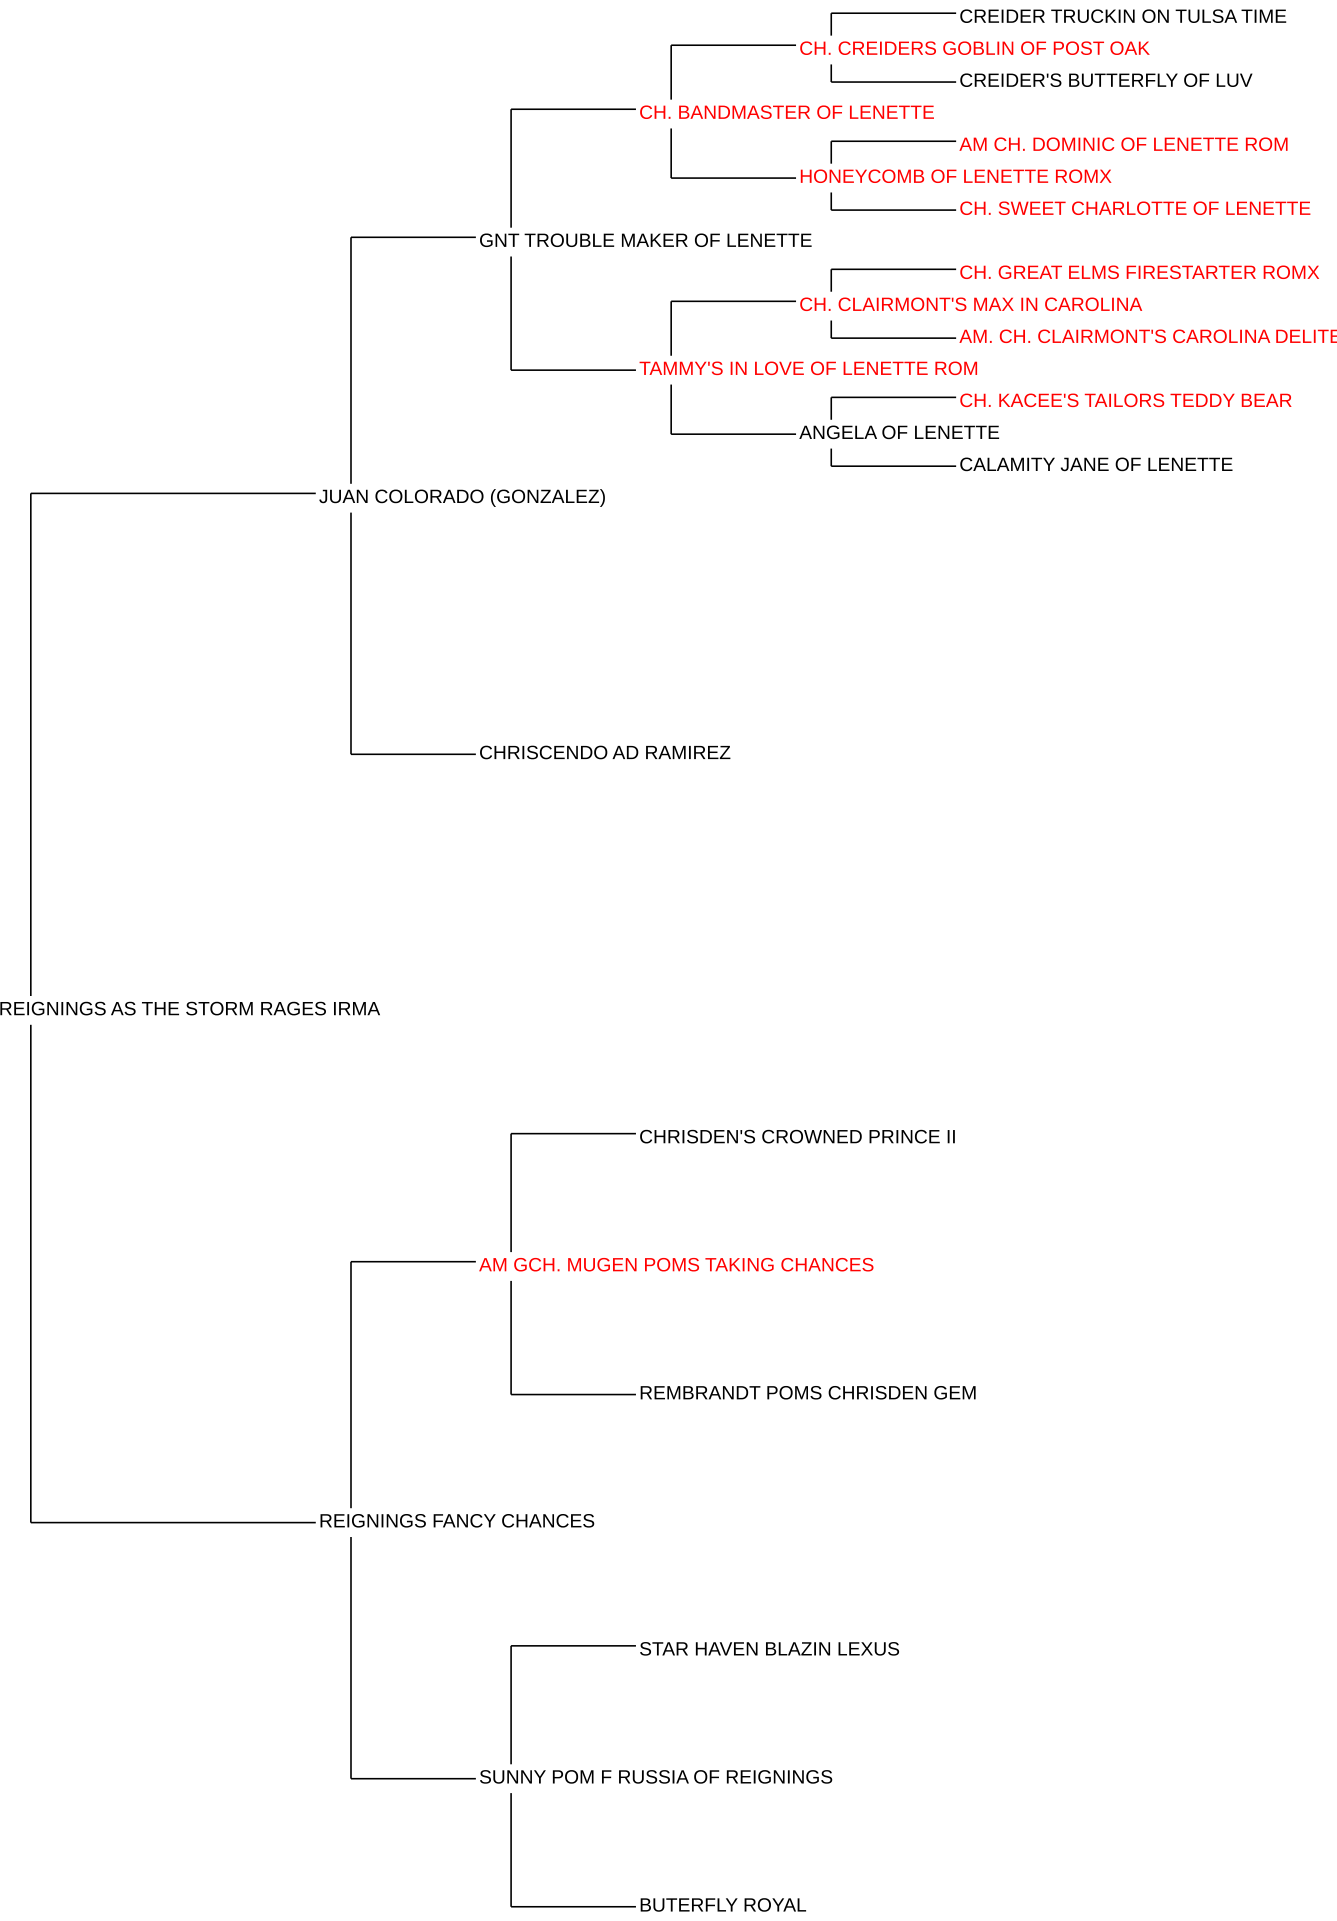 CREIDER TRUCKIN ON TULSA TIME
CH. CREIDERS GOBLIN OF POST OAK
CREIDER'S BUTTERFLY OF LUV
CH. BANDMASTER OF LENETTE
AM CH. DOMINIC OF LENETTE ROM
HONEYCOMB OF LENETTE ROMX
CH. SWEET CHARLOTTE OF LENETTE
GNT TROUBLE MAKER OF LENETTE
CH. GREAT ELMS FIRESTARTER ROMX
CH. CLAIRMONT'S MAX IN CAROLINA
AM. CH. CLAIRMONT'S CAROLINA DELITE
TAMMY'S IN LOVE OF LENETTE ROM
CH. KACEE'S TAILORS TEDDY BEAR
ANGELA OF LENETTE
CALAMITY JANE OF LENETTE
JUAN COLORADO (GONZALEZ)
CHRISCENDO AD RAMIREZ
REIGNINGS AS THE STORM RAGES IRMA
CHRISDEN'S CROWNED PRINCE II
AM GCH. MUGEN POMS TAKING CHANCES
REMBRANDT POMS CHRISDEN GEM
REIGNINGS FANCY CHANCES
STAR HAVEN BLAZIN LEXUS
SUNNY POM F RUSSIA OF REIGNINGS
BUTERFLY ROYAL